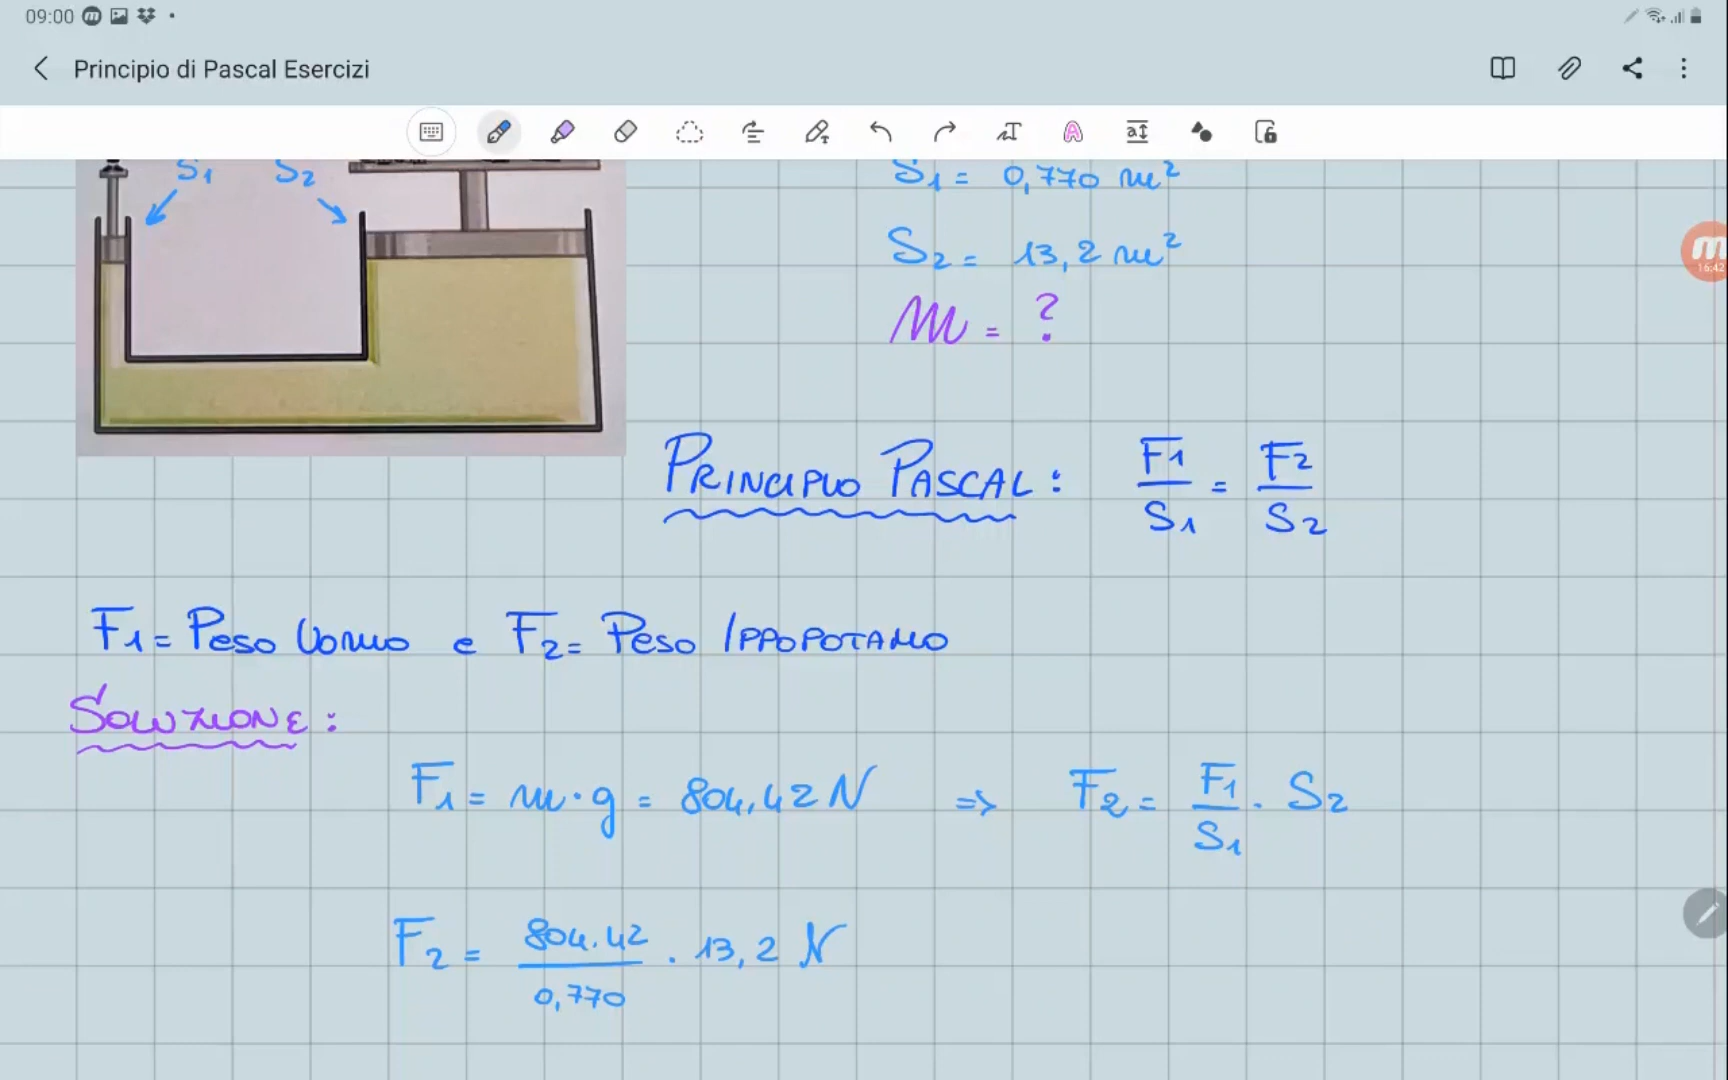 09:00
Principio di Pascal Esercizi
S1 S2
S1 = 0,770 m²
S2 = 13,2 m²
M = ?
16:42
PRINCIPIO PASCAL: F1/S1 = F2/S2
F1 = Peso Uomo e F2 = Peso IPPOPOTAMO
SOLUZIONE:
F1 = m · g = 804.42 N => F2 = F1/S1 · S2
F2 = 804.42/0,770 · 13,2 N